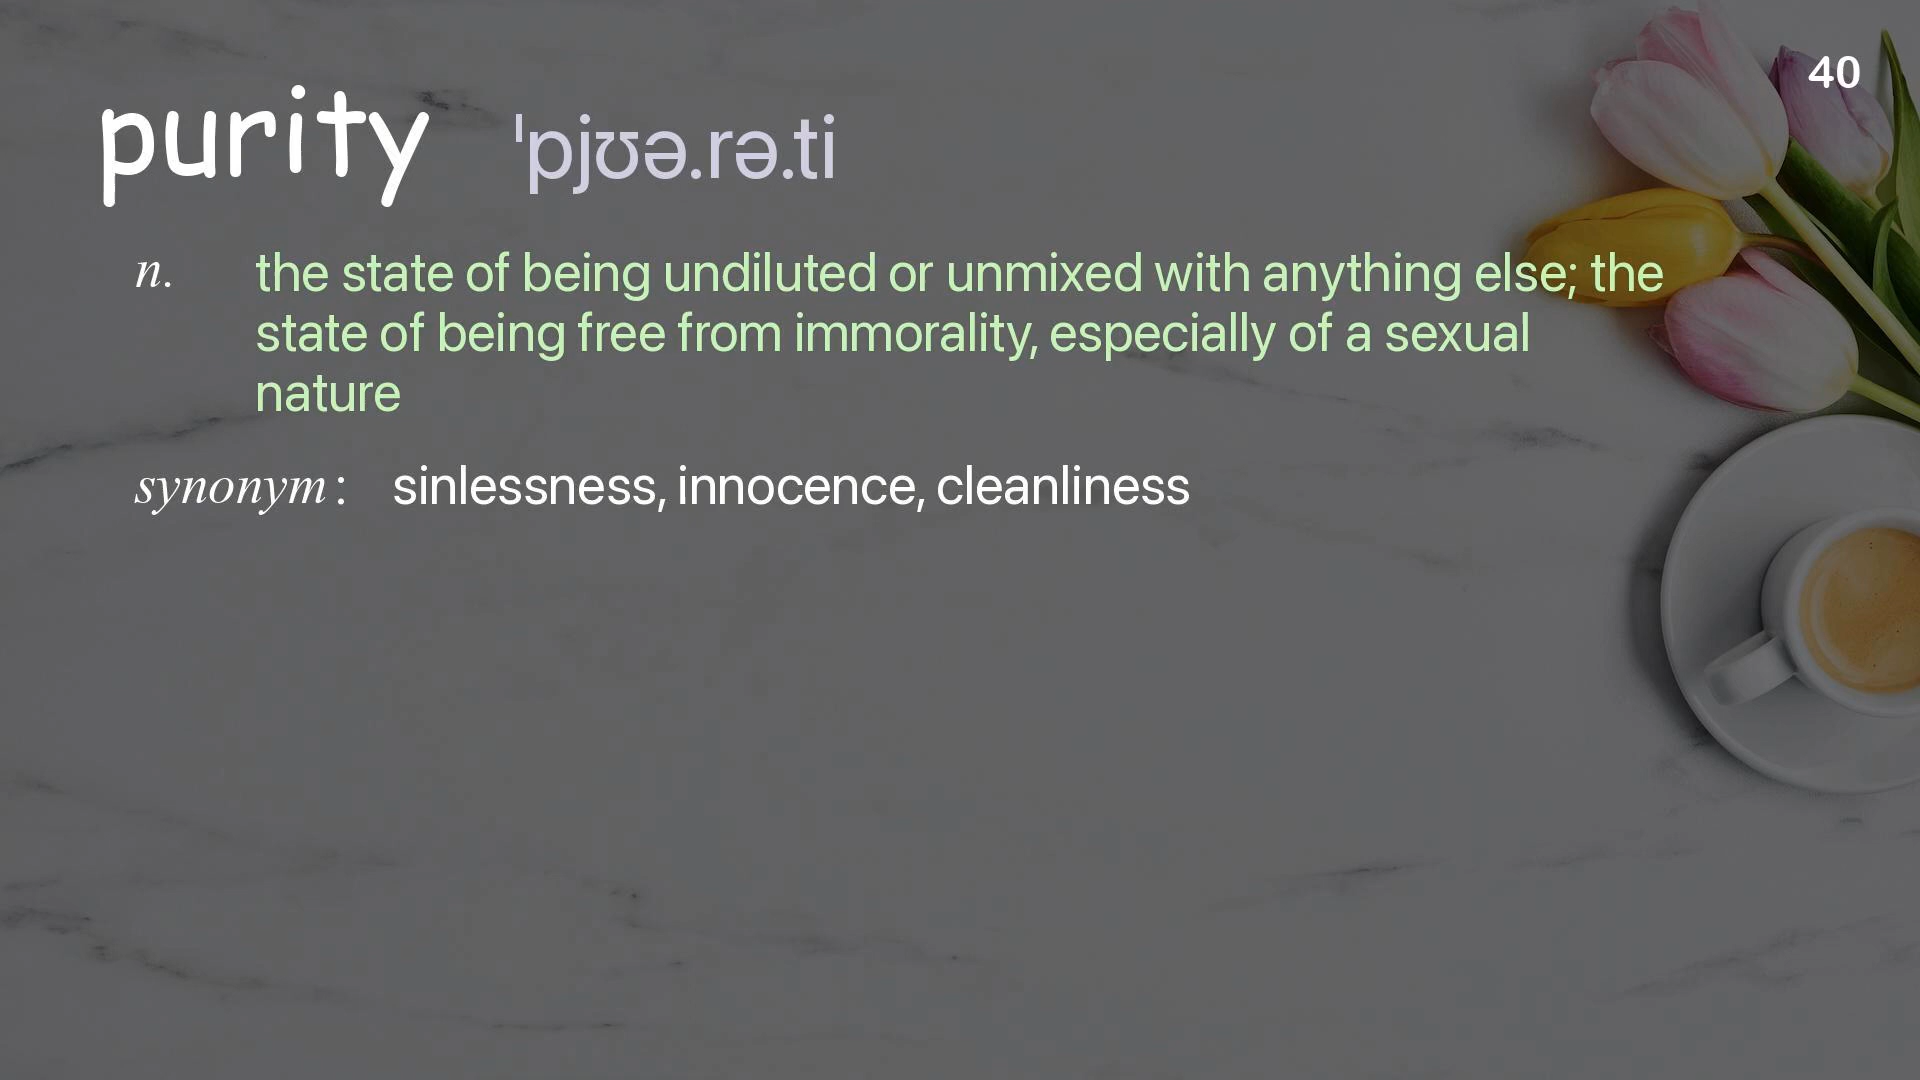 40
purity ˈpjʊə.rə.ti
n. the state of being undiluted or unmixed with anything else; the
state of being free from immorality, especially of a sexual
nature
synonym: sinlessness, innocence, cleanliness